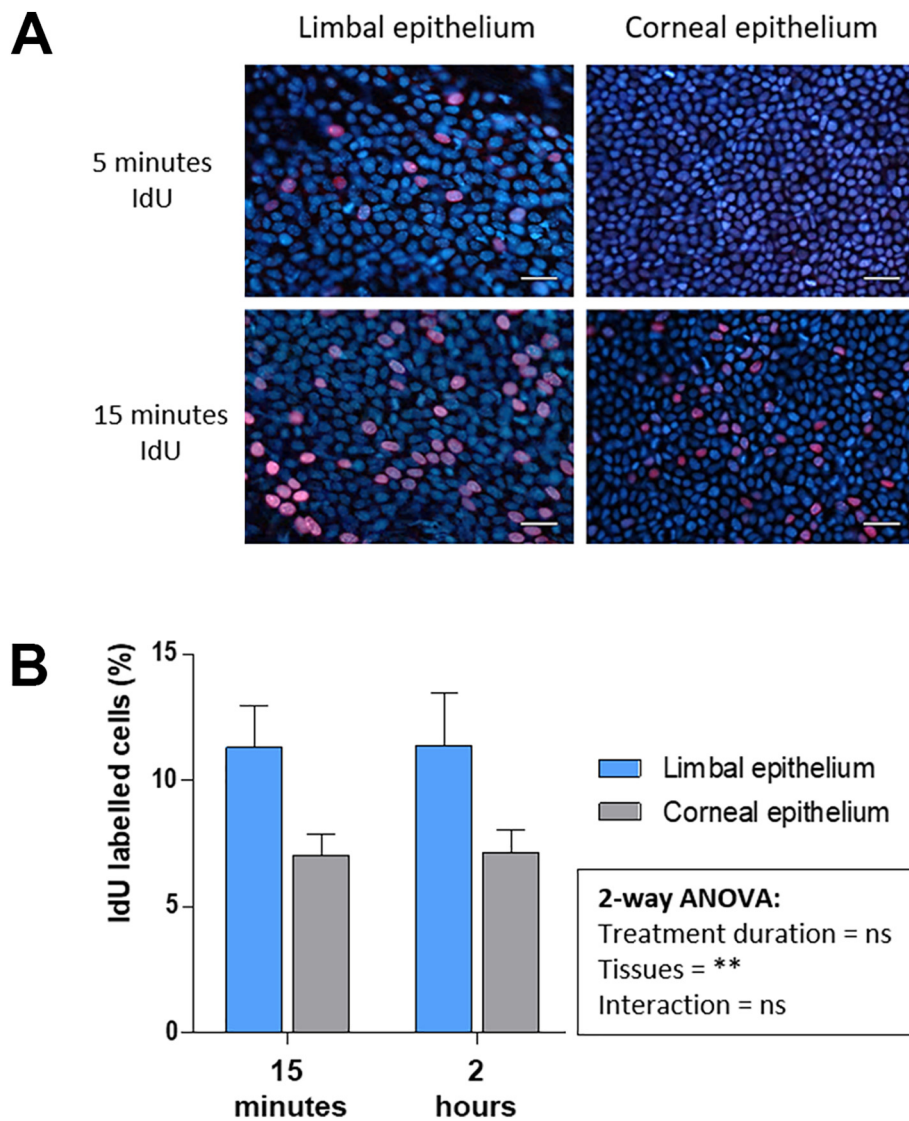 A
Limbal epithelium
Corneal epithelium
5 minutes
IdU
15 minutes
IdU
B
IdU labelled cells (%)
15
10
5
0
15
minutes
2
hours
Limbal epithelium
Corneal epithelium
2-way ANOVA:
Treatment duration = ns
Tissues = **
Interaction = ns